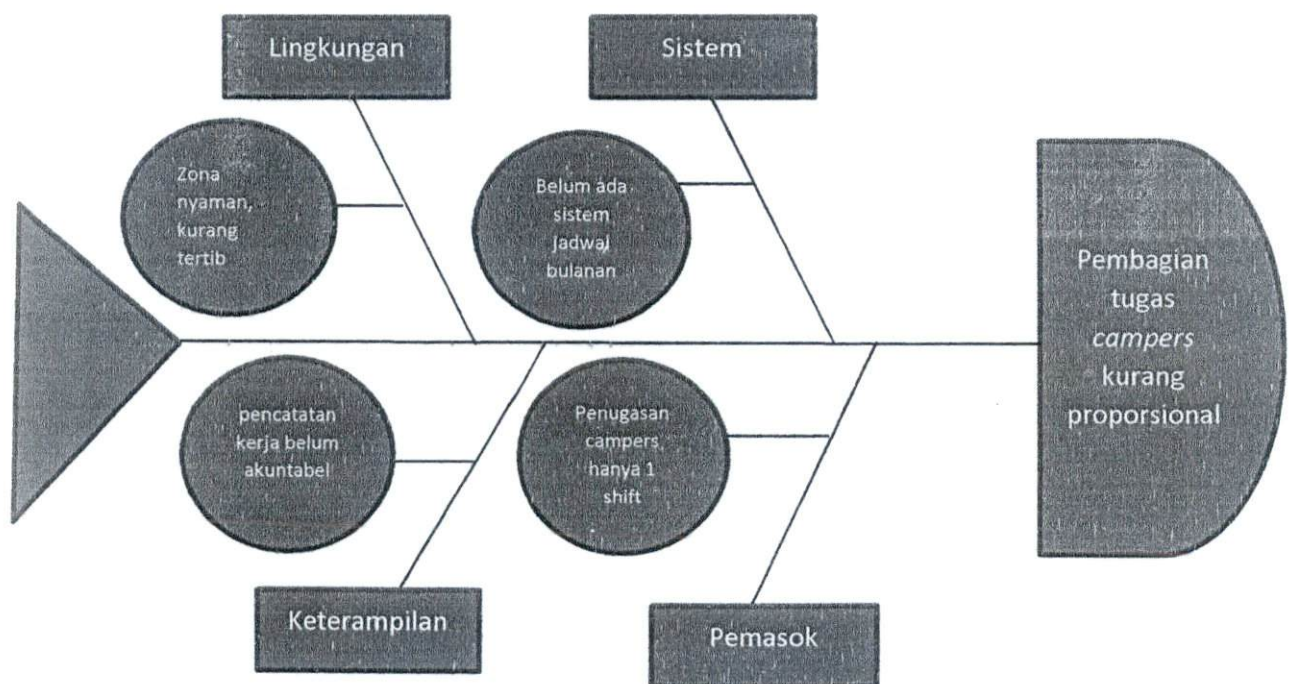 Lingkungan
Sistem
Zona
nyaman,
kurang
tertib
Belum ada
sistem
jadwal
bulanan
Pembagian
tugas
campers
kurang
proporsional
pencatatan
kerja belum
akuntabel
Penugasan
campers
hanya 1
shift
Keterampilan
Pemasok